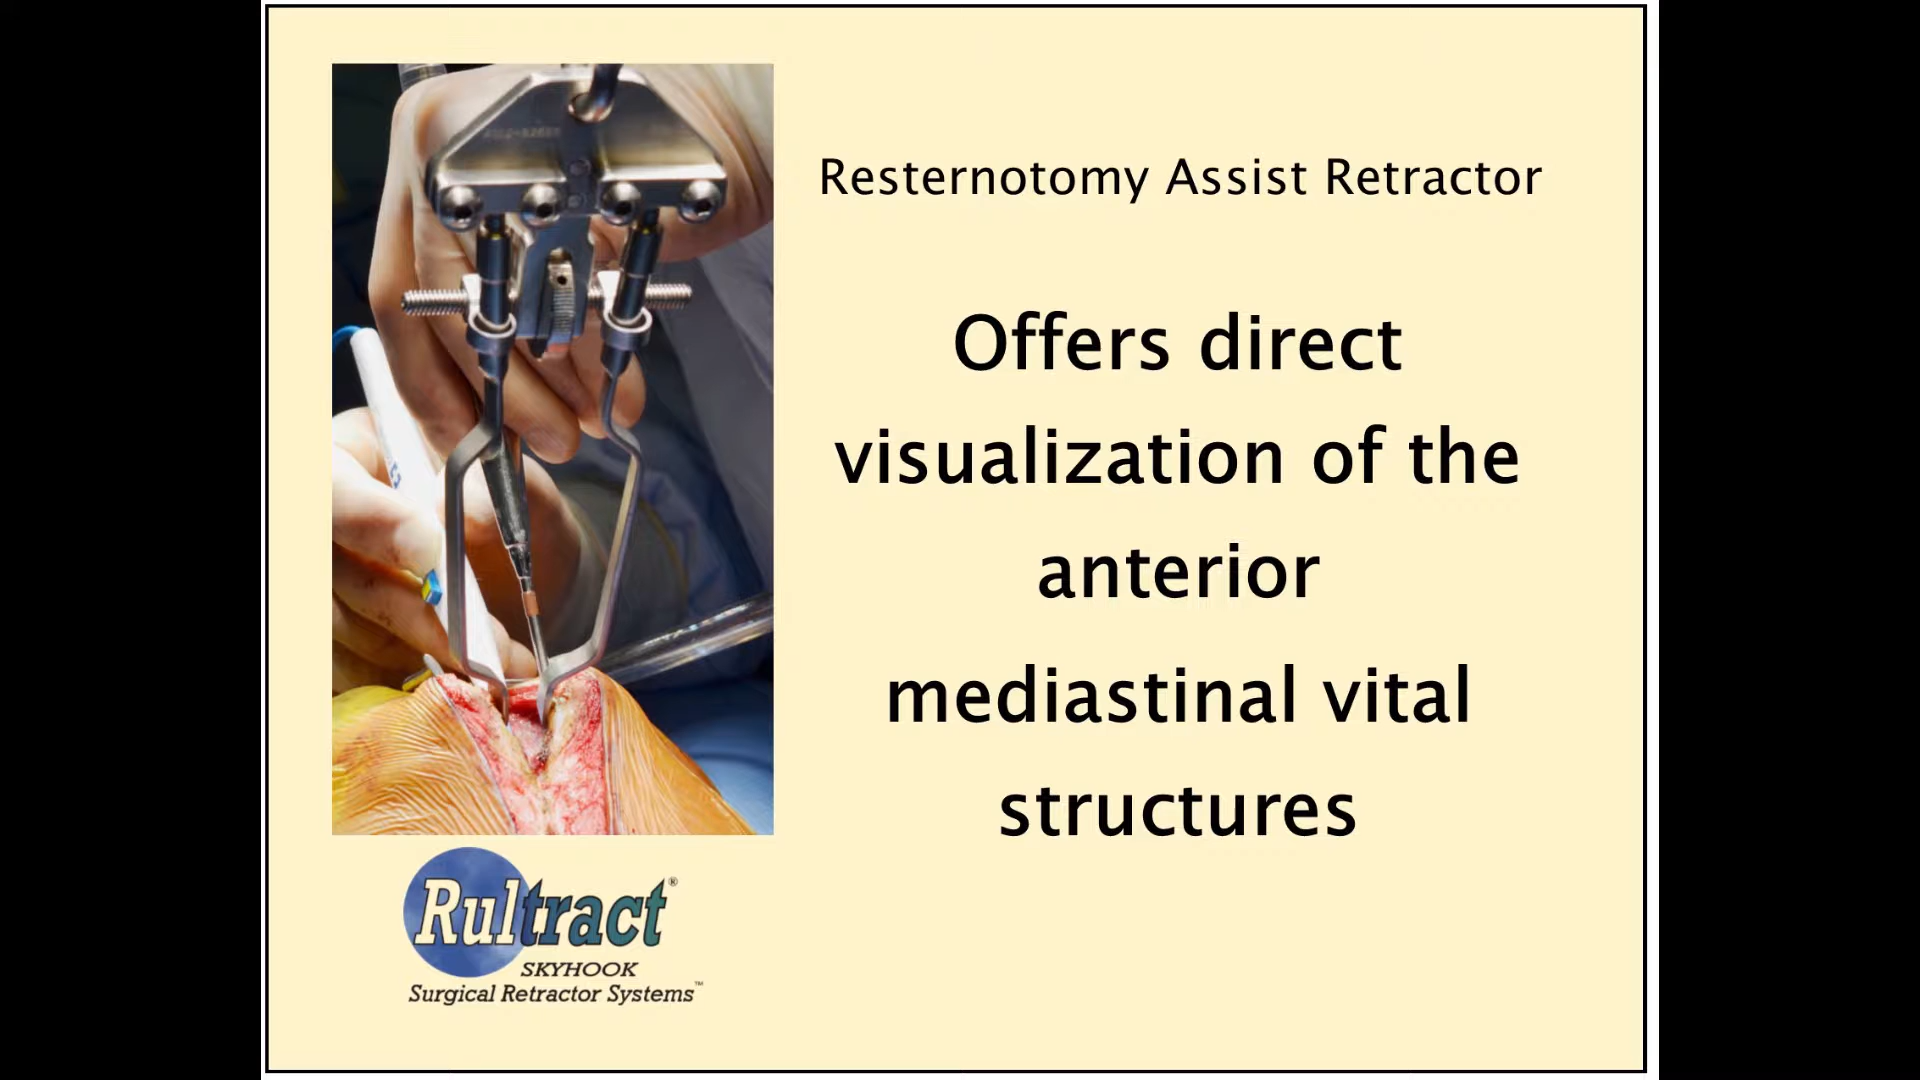 Resternotomy Assist Retractor
Offers direct
visualization of the
anterior
mediastinal vital
structures
Rultract®
SKYHOOK
Surgical Retractor Systems™